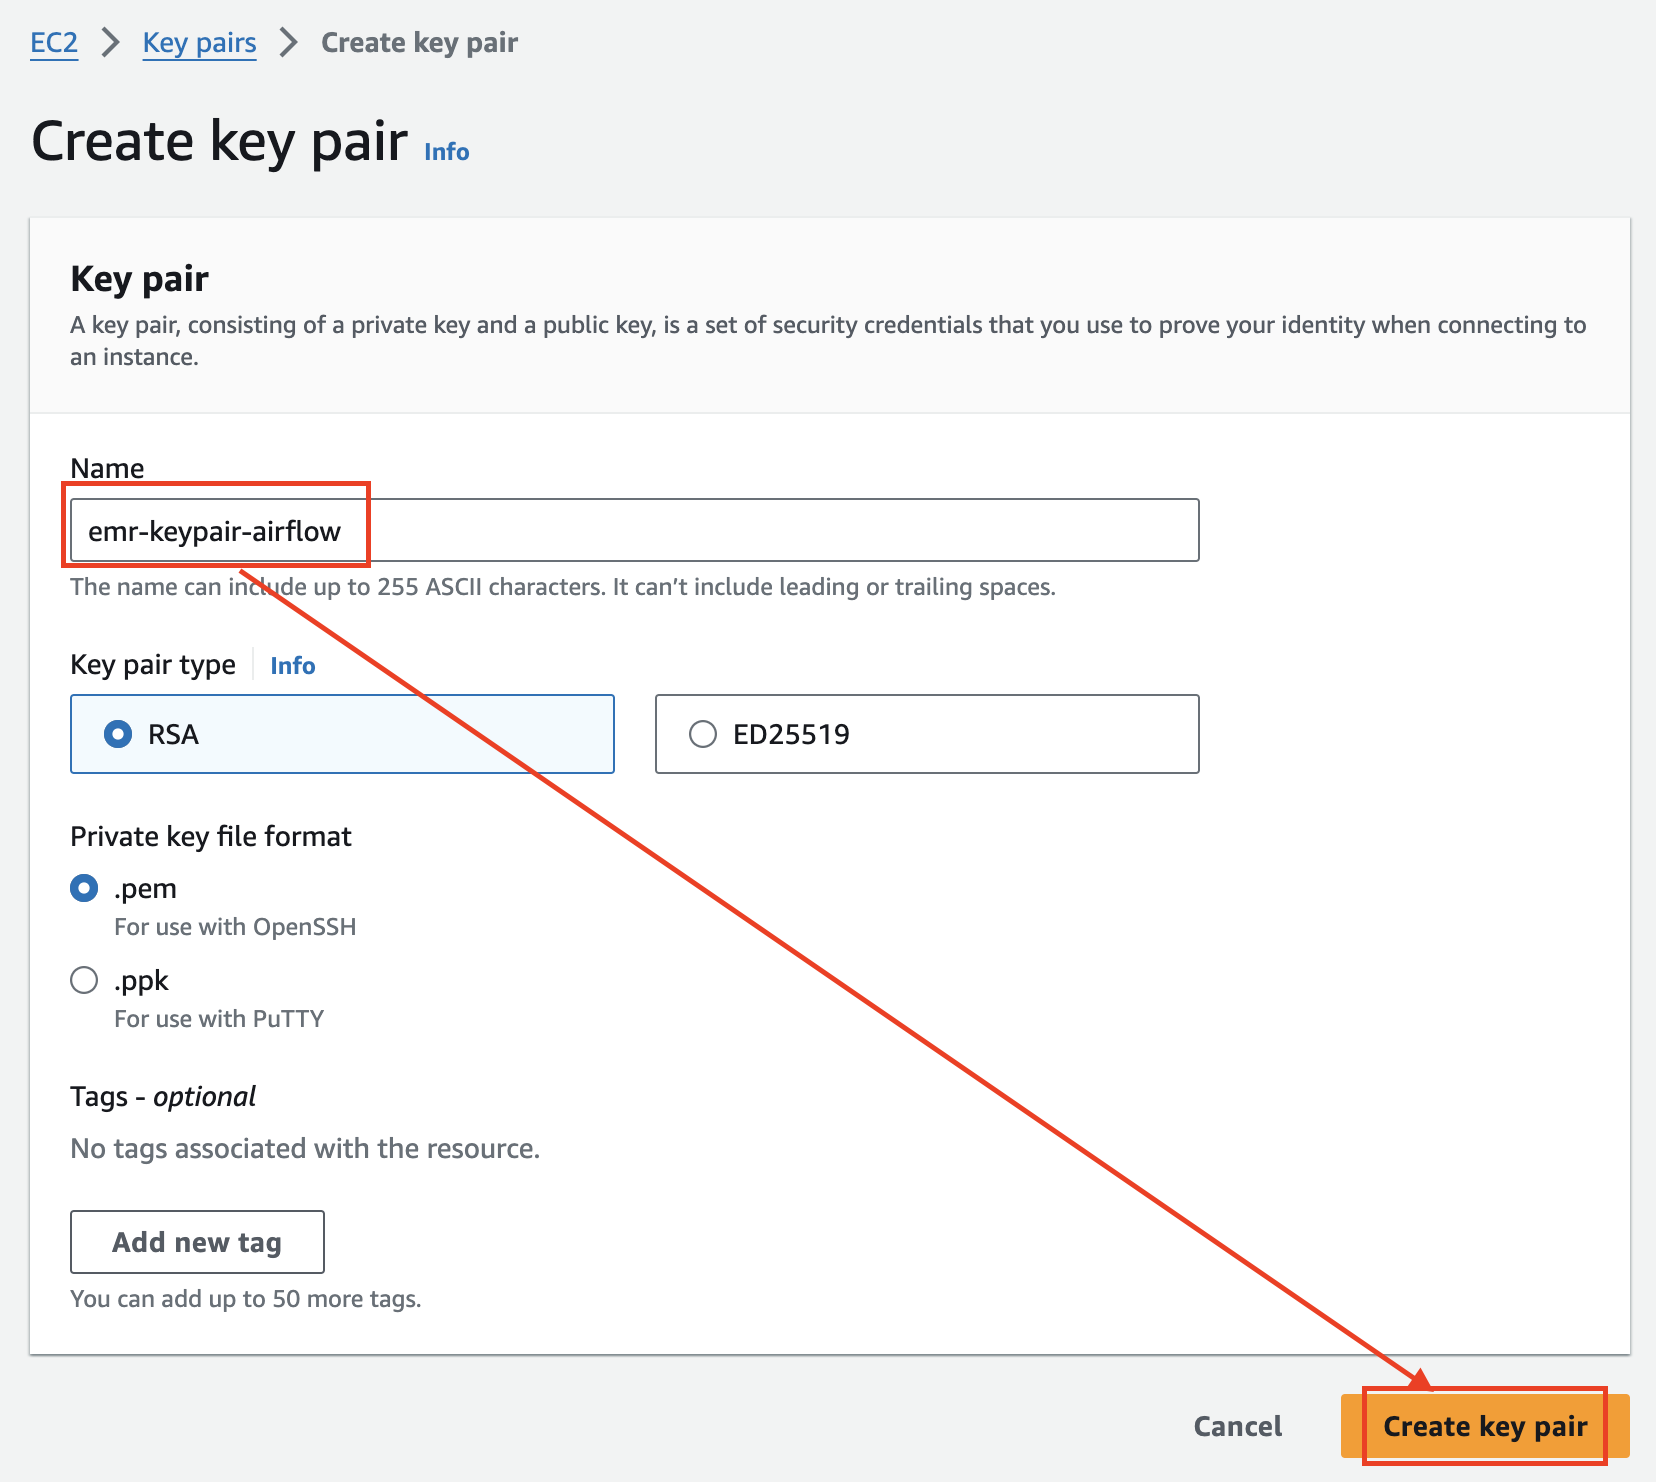 EC2 > Key pairs > Create key pair
Create key pair Info
Key pair
A key pair, consisting of a private key and a public key, is a set of security credentials that you use to prove your identity when connecting to
an instance.
Name
emr-keypair-airflow
The name can include up to 255 ASCII characters. It can't include leading or trailing spaces.
Key pair type Info
RSA ED25519
Private key file format
.pem
For use with OpenSSH
.ppk
For use with PuTTY
Tags - optional
No tags associated with the resource.
Add new tag
You can add up to 50 more tags.
Cancel Create key pair